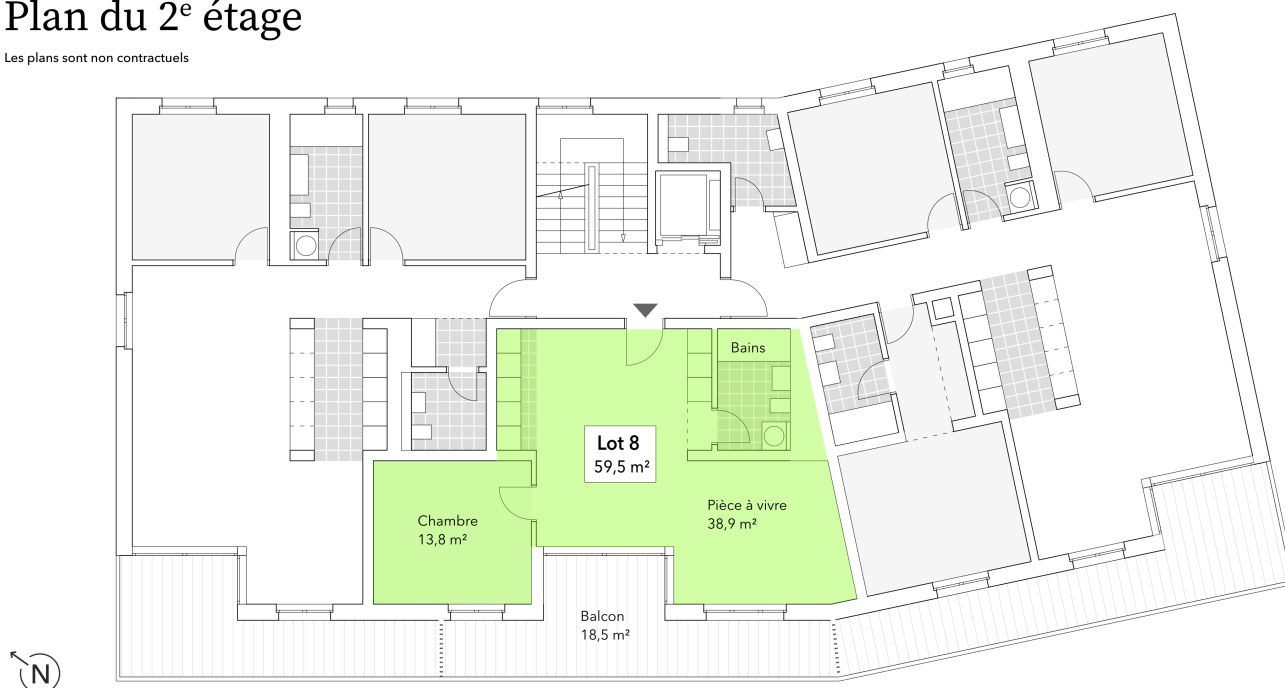 Plan du 2e étage
Les plans sont non contractuels
Bains
Lot 8
59,5 m²
Pièce à vivre
38,9 m²
Chambre
13,8 m²
Balcon
18,5 m²
N